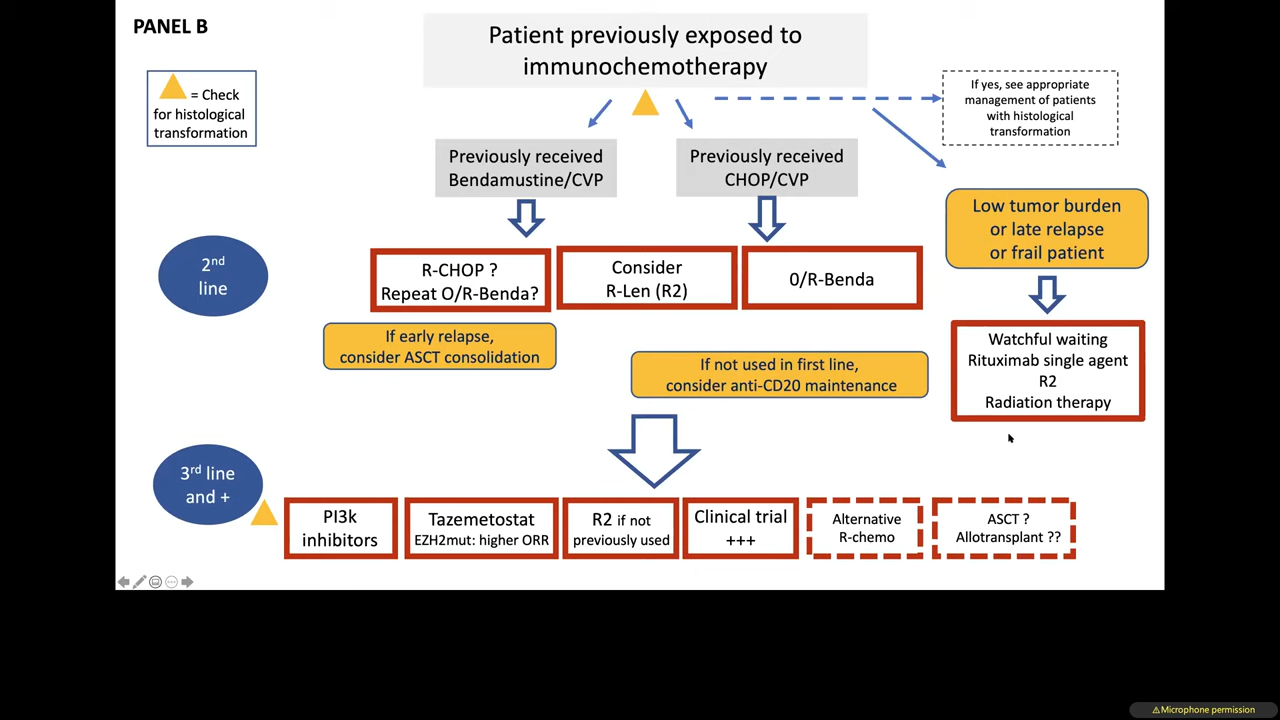 PANEL B
Patient previously exposed to
immunochemotherapy
= Check
for histological
transformation
If yes, see appropriate
management of patients
with histological
transformation
Previously received
Bendamustine/CVP
Previously received
CHOP/CVP
Low tumor burden
or late relapse
or frail patient
2nd
line
R-CHOP ?
Repeat O/R-Benda?
Consider
R-Len (R2)
0/R-Benda
If early relapse,
consider ASCT consolidation
If not used in first line,
consider anti-CD20 maintenance
Watchful waiting
Rituximab single agent
R2
Radiation therapy
3rd line
and +
PI3k
inhibitors
Tazemetostat
EZH2mut: higher ORR
R2 if not
previously used
Clinical trial
+++
Alternative
R-chemo
ASCT ?
Allotransplant ??
⚠Microphone permission